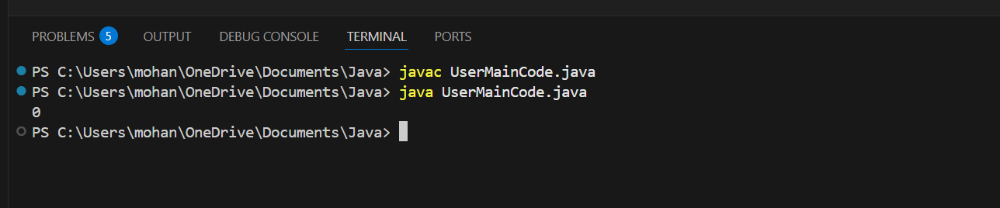 PROBLEMS 5 OUTPUT DEBUG CONSOLE TERMINAL PORTS
PS C:\Users\mohan\OneDrive\Documents\Java> javac UserMainCode.java
PS C:\Users\mohan\OneDrive\Documents\Java> java UserMainCode.java
0
PS C:\Users\mohan\OneDrive\Documents\Java>